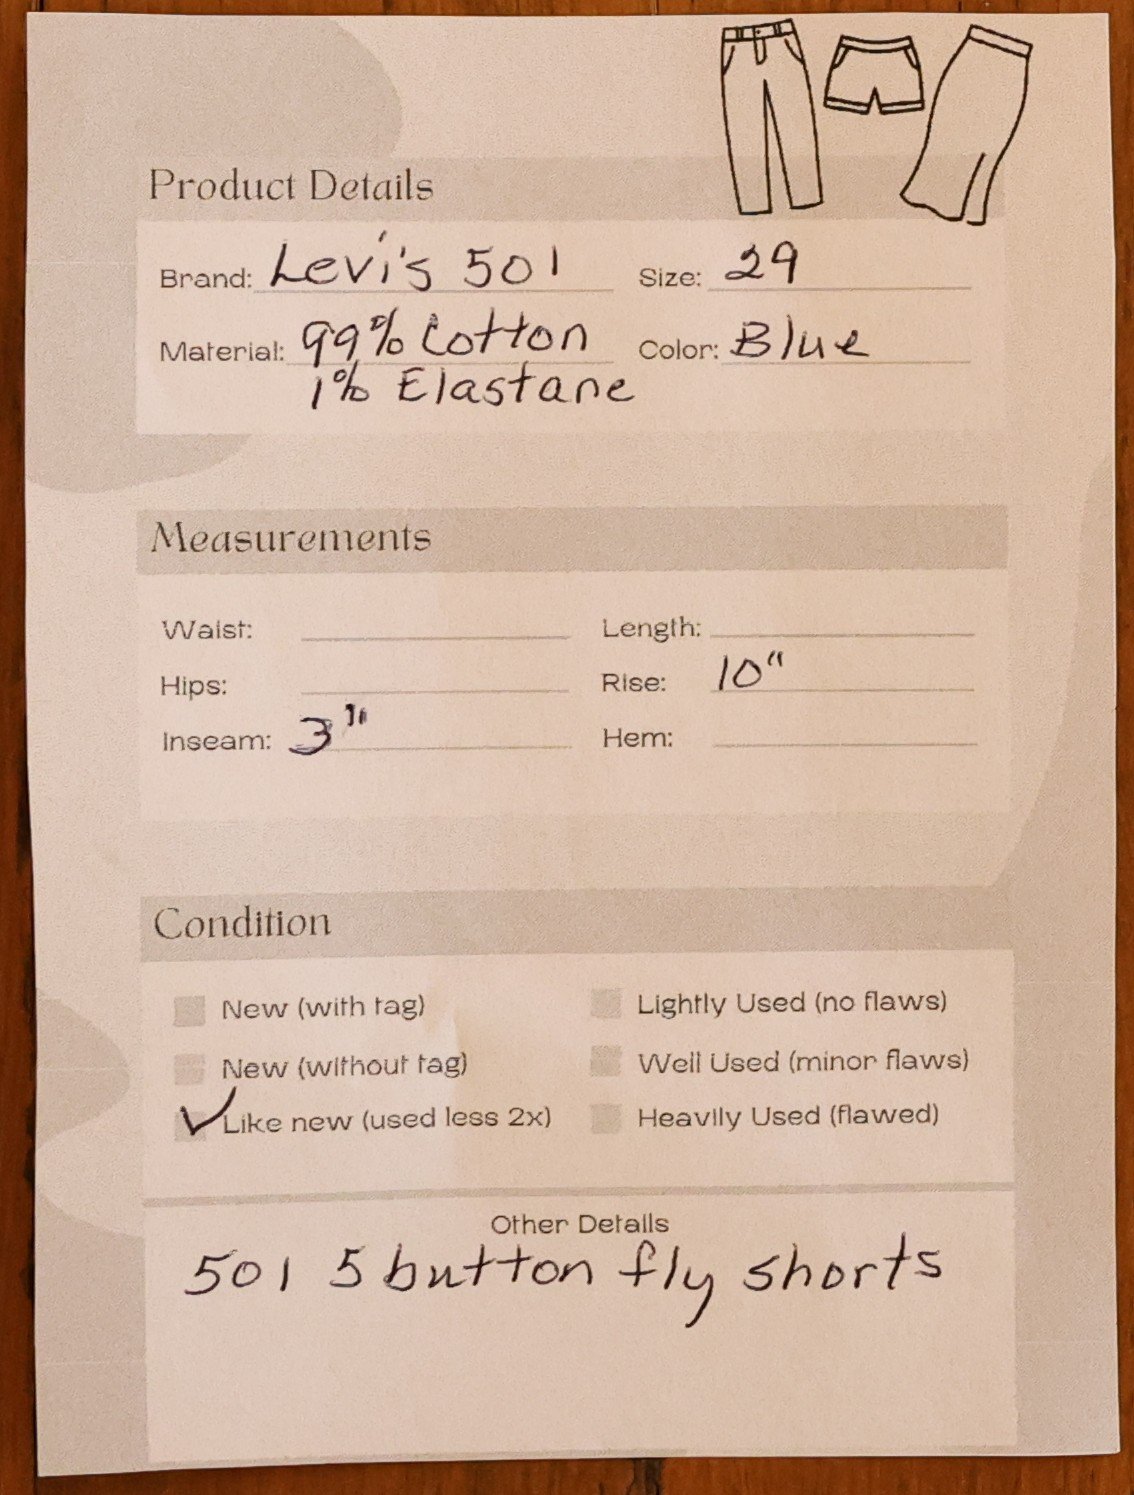 Product Details
Brand: Levi's 501 Size: 29
Material: 99% Cotton Color: Blue
1% Elastane
Measurements
Waist: Length:
Hips: Rise: 10"
Inseam: 3" Hem:
Condition
New (with tag) Lightly Used (no flaws)
New (without tag) Well Used (minor flaws)
Like new (used less 2x) Heavily Used (flawed)
Other Details
501 5 button fly shorts